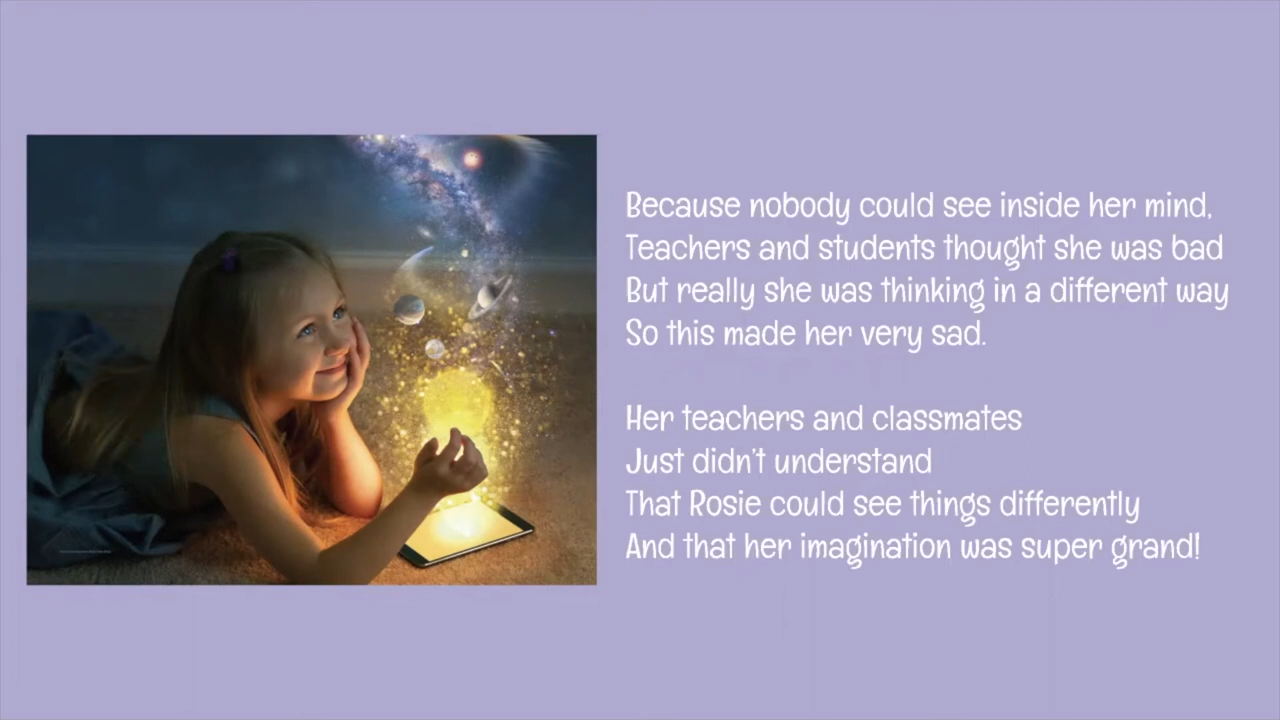 Because nobody could see inside her mind,
Teachers and students thought she was bad
But really she was thinking in a different way
So this made her very sad.
Her teachers and classmates
Just didn't understand
That Rosie could see things differently
And that her imagination was super grand!